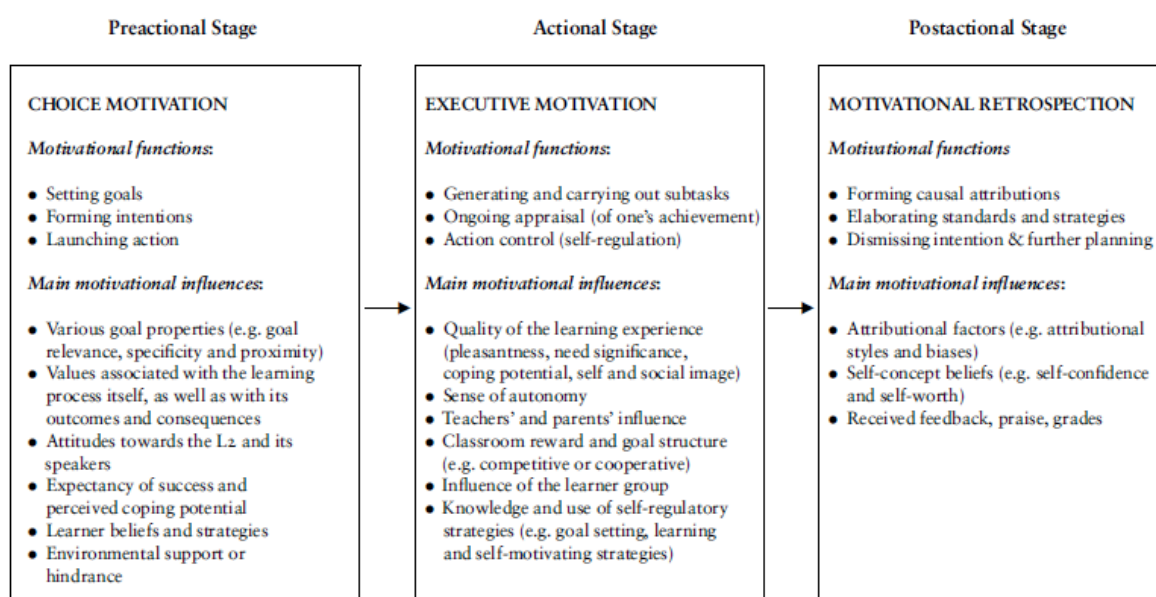 Preactional Stage
CHOICE MOTIVATION
Motivational functions:
● Setting goals
● Forming intentions
● Launching action
Main motivational influences:
● Various goal properties (e.g. goal
relevance, specificity and proximity)
● Values associated with the learning
process itself, as well as with its
outcomes and consequences
● Attitudes towards the L2 and its
speakers
● Expectancy of success and
perceived coping potential
● Learner beliefs and strategies
● Environmental support or
hindrance
Actional Stage
EXECUTIVE MOTIVATION
Motivational functions:
● Generating and carrying out subtasks
● Ongoing appraisal (of one's achievement)
● Action control (self-regulation)
Main motivational influences:
● Quality of the learning experience
(pleasantness, need significance,
coping potential, self and social image)
● Sense of autonomy
● Teachers' and parents' influence
● Classroom reward and goal structure
(e.g. competitive or cooperative)
● Influence of the learner group
● Knowledge and use of self-regulatory
strategies (e.g. goal setting, learning
and self-motivating strategies)
Postactional Stage
MOTIVATIONAL RETROSPECTION
Motivational functions
● Forming causal attributions
● Elaborating standards and strategies
● Dismissing intention & further planning
Main motivational influences:
● Attributional factors (e.g. attributional
styles and biases)
● Self-concept beliefs (e.g. self-confidence
and self-worth)
● Received feedback, praise, grades